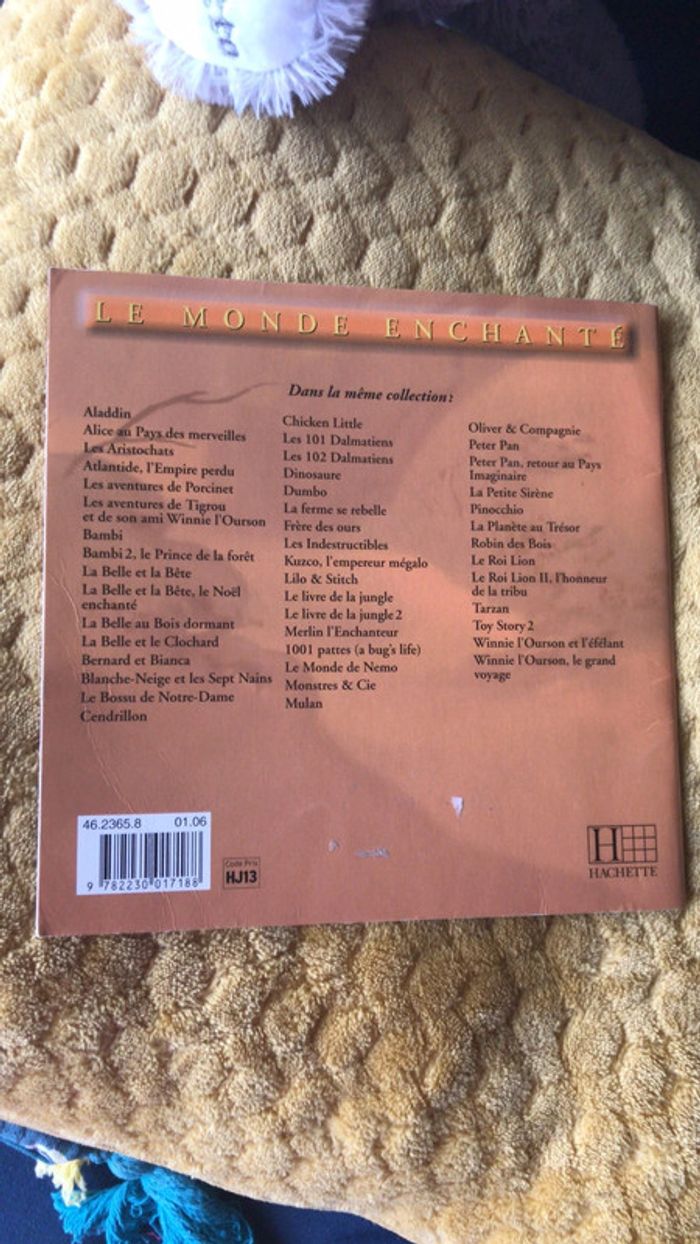 LE MONDE ENCHANTÉ
Dans la même collection :
Aladdin
Alice au Pays des merveilles
Les Aristochats
Atlantide, l'Empire perdu
Les aventures de Porcinet
Les aventures de Tigrou
et de son ami Winnie l'Ourson
Bambi
Bambi 2, le Prince de la forêt
La Belle et la Bête
La Belle et la Bête, le Noël
enchanté
La Belle au Bois dormant
La Belle et le Clochard
Bernard et Bianca
Blanche-Neige et les Sept Nains
Le Bossu de Notre-Dame
Cendrillon
Chicken Little
Les 101 Dalmatiens
Les 102 Dalmatiens
Dinosaure
Dumbo
La ferme se rebelle
Frère des ours
Les Indestructibles
Kuzco, l'empereur mégalo
Lilo & Stitch
Le livre de la jungle
Le livre de la jungle 2
Merlin l'Enchanteur
1001 pattes (a bug's life)
Le Monde de Nemo
Monstres & Cie
Mulan
Oliver & Compagnie
Peter Pan
Peter Pan, retour au Pays
Imaginaire
La Petite Sirène
Pinocchio
La Planète au Trésor
Robin des Bois
Le Roi Lion
Le Roi Lion II, l'honneur
de la tribu
Tarzan
Toy Story 2
Winnie l'Ourson et l'éfélant
Winnie l'Ourson, le grand
voyage
46.2365.8 01.06
9 782230 017188
Code Prix
HJ13
H
HACHETTE